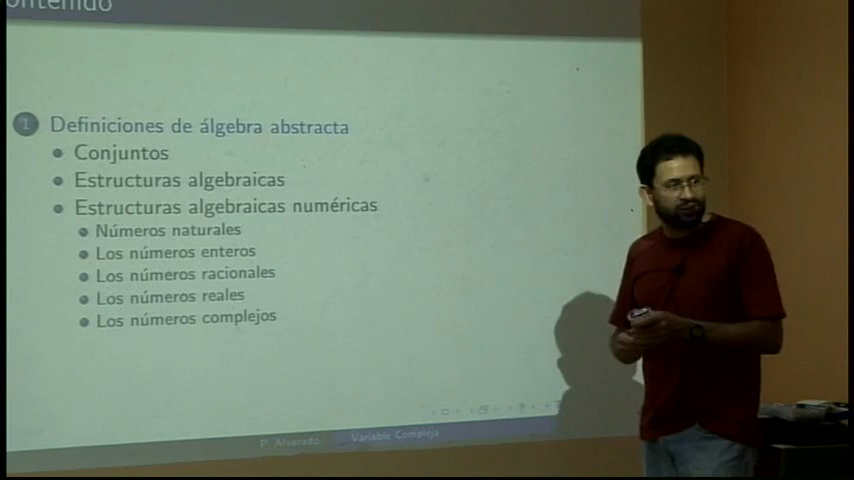 Contenido
1 Definiciones de álgebra abstracta
Conjuntos
Estructuras algebraicas
Estructuras algebraicas numéricas
Números naturales
Los números enteros
Los números racionales
Los números reales
Los números complejos
P. Alvarado Variable Compleja